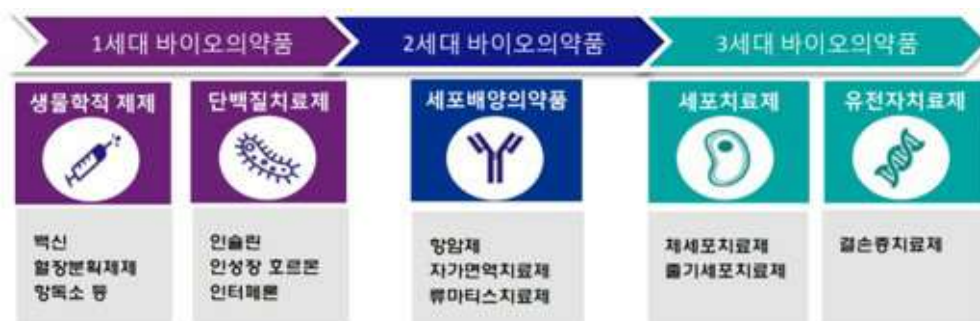 1세대 바이오의약품
2세대 바이오의약품
3세대 바이오의약품
생물학적 제제
백신
혈장분획제제
항독소 등
단백질치료제
인슐린
인성장 호르몬
인터페론
세포배양의약품
항암제
자가면역치료제
류마티스치료제
세포치료제
체세포치료제
줄기세포치료제
유전자치료제
결손증치료제